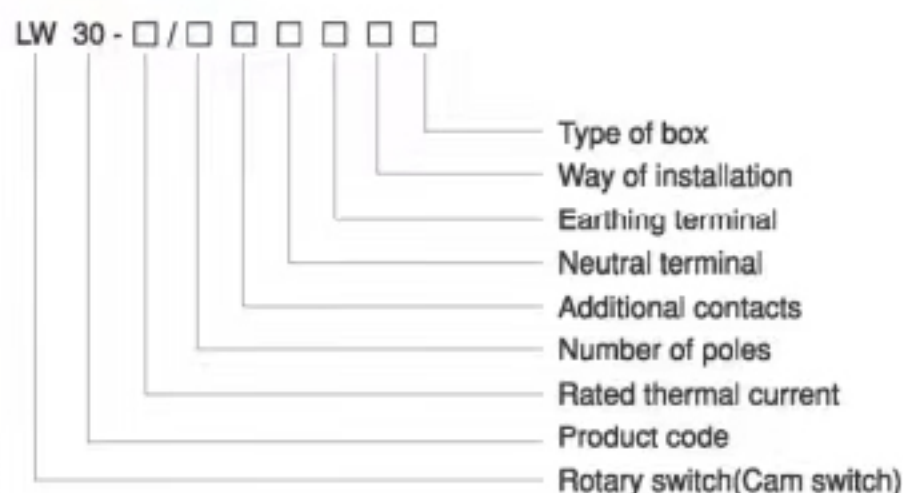 LW 30 - □ / □ □ □ □ □ □
Type of box
Way of installation
Earthing terminal
Neutral terminal
Additional contacts
Number of poles
Rated thermal current
Product code
Rotary switch(Cam switch)